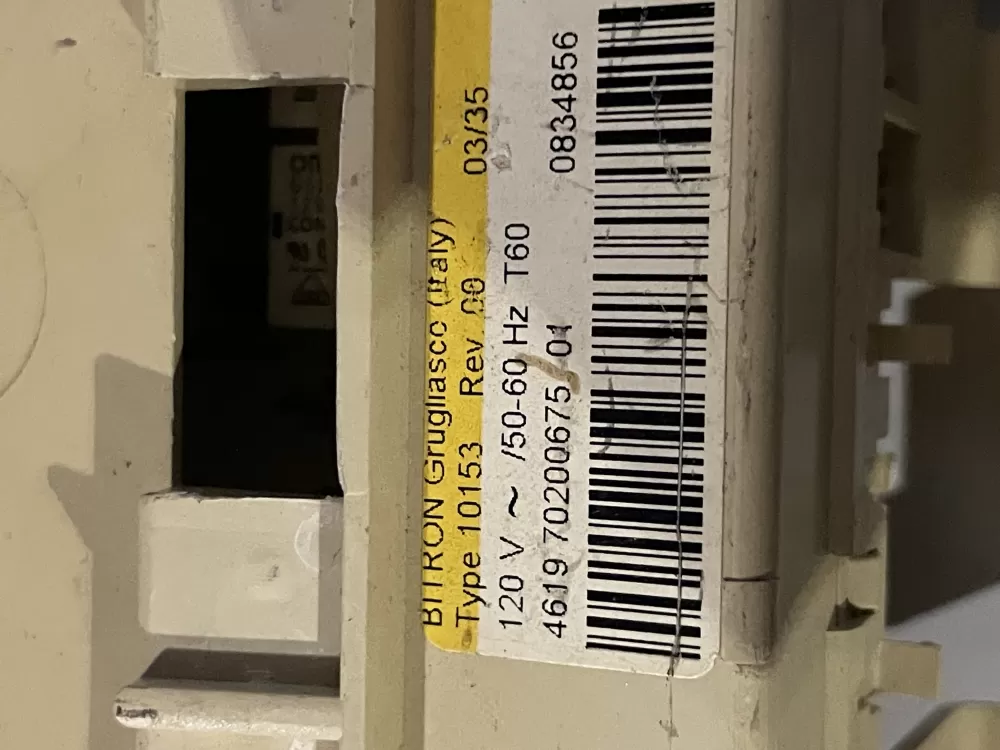 BITRON Grugliasco (Italy)
Type 10153 Rev. 00 03/35
120 V ~ /50-60 Hz T60
4619 70200675/01 0834856